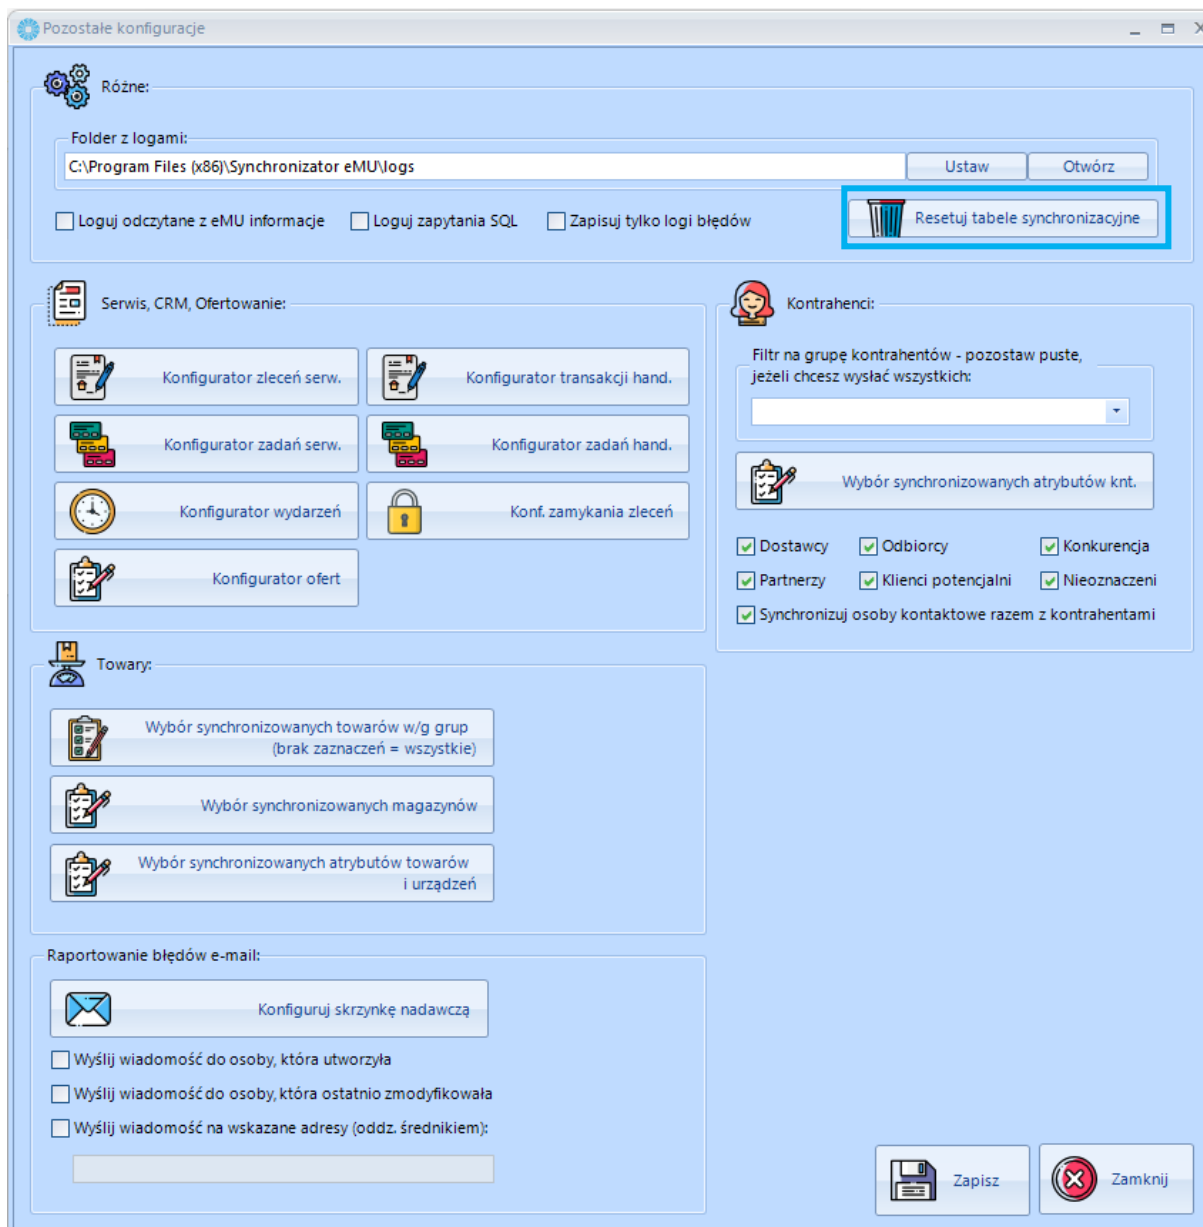 Pozostałe konfiguracje
Różne:
Folder z logami:
C:\Program Files (x86)\Synchronizator eMU\logs
Ustaw
Otwórz
Loguj odczytane z eMU informacje
Loguj zapytania SQL
Zapisuj tylko logi błędów
Resetuj tabele synchronizacyjne
Serwis, CRM, Ofertowanie:
Konfigurator zleceń serw.
Konfigurator transakcji hand.
Konfigurator zadań serw.
Konfigurator zadań hand.
Konfigurator wydarzeń
Konf. zamykania zleceń
Konfigurator ofert
Kontrahenci:
Filtr na grupę kontrahentów - pozostaw puste,
jeżeli chcesz wysłać wszystkich:
Wybór synchronizowanych atrybutów knt.
Dostawcy
Odbiorcy
Konkurencja
Partnerzy
Klienci potencjalni
Nieoznaczeni
Synchronizuj osoby kontaktowe razem z kontrahentami
Towary:
Wybór synchronizowanych towarów w/g grup
(brak zaznaczeń = wszystkie)
Wybór synchronizowanych magazynów
Wybór synchronizowanych atrybutów towarów
i urządzeń
Raportowanie błędów e-mail:
Konfiguruj skrzynkę nadawczą
Wyślij wiadomość do osoby, która utworzyła
Wyślij wiadomość do osoby, która ostatnio zmodyfikowała
Wyślij wiadomość na wskazane adresy (oddz. średnikiem):
Zapisz
Zamknij